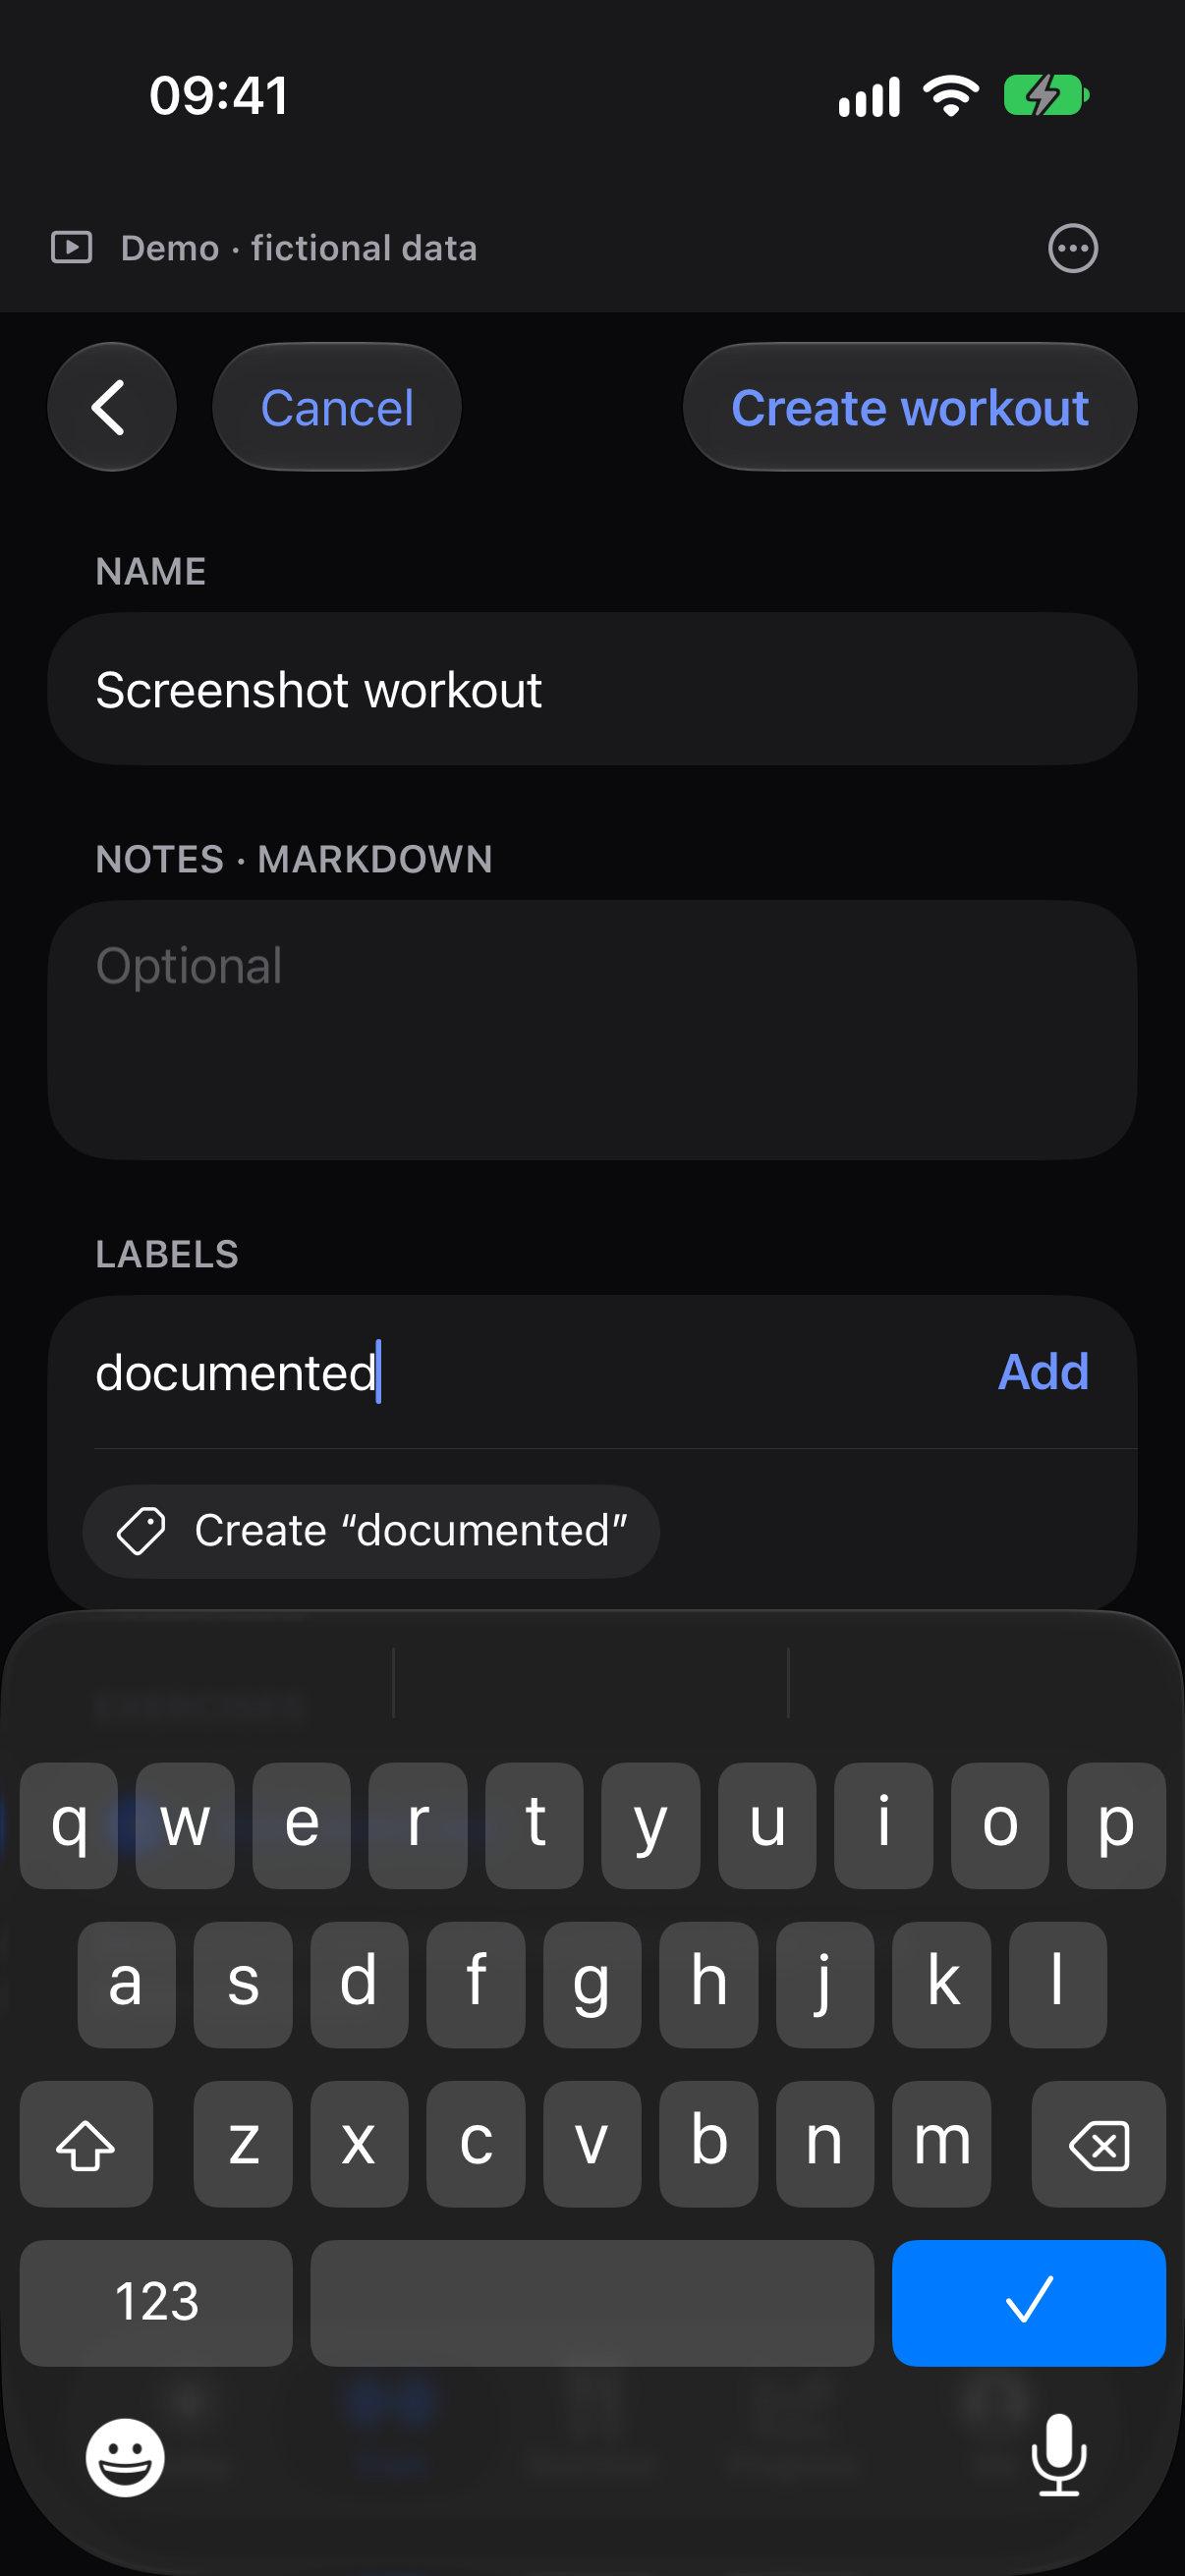 09:41
Demo · fictional data
Cancel
Create workout
NAME
Screenshot workout
NOTES · MARKDOWN
Optional
LABELS
documented
Add
Create “documented”
q w e r t y u i o p
a s d f g h j k l
z x c v b n m
123